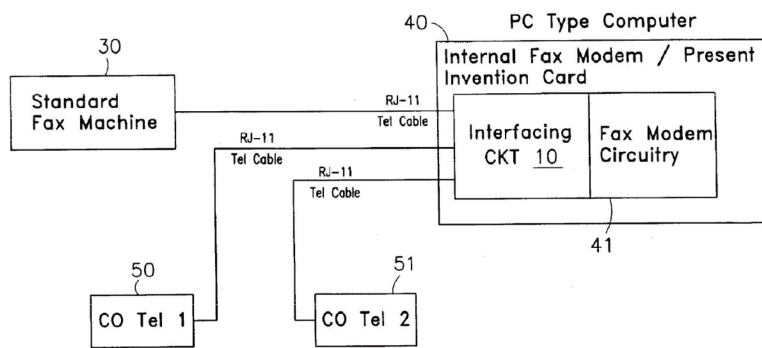 PC Type Computer
40
Internal Fax Modem / Present
Invention Card
30
Standard
Fax Machine
RJ-11
Tel Cable
RJ-11
Tel Cable
RJ-11
Tel Cable
Interfacing
CKT 10
Fax Modem
Circuitry
41
50
CO Tel 1
51
CO Tel 2